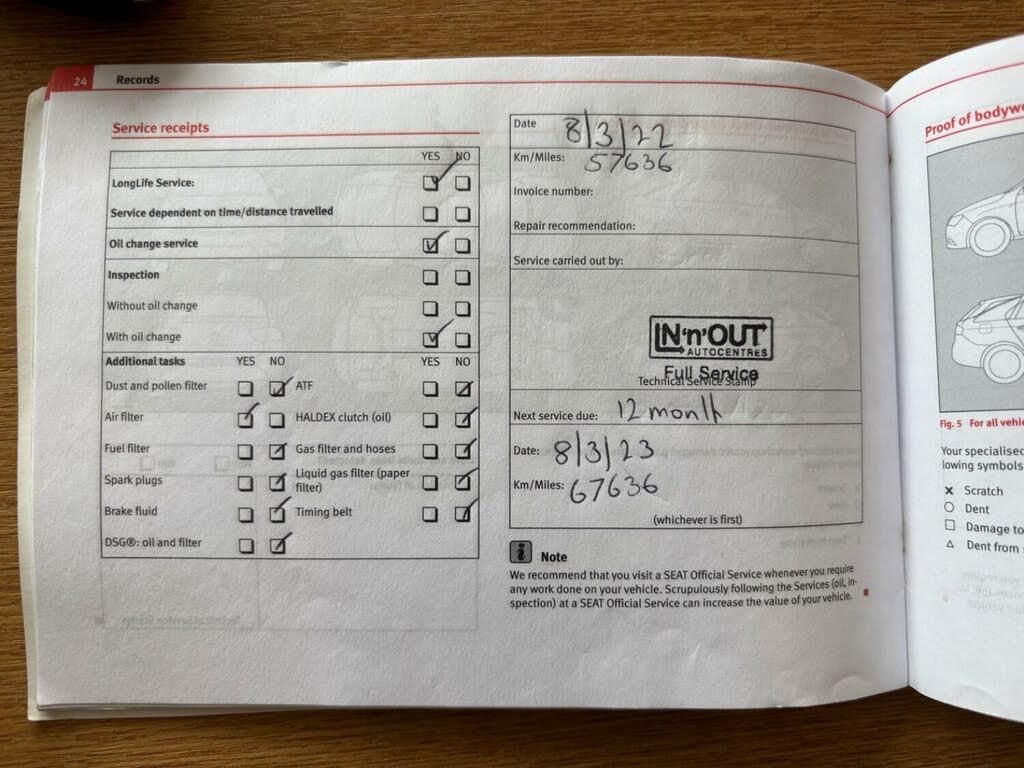 24 Records
Service receipts
YES NO
LongLife Service:
Service dependent on time/distance travelled
Oil change service
Inspection
Without oil change
With oil change
Additional tasks YES NO YES NO
Dust and pollen filter ATF
Air filter HALDEX clutch (oil)
Fuel filter Gas filter and hoses
Spark plugs Liquid gas filter (paper
filter)
Brake fluid Timing belt
DSG®: oil and filter
Date 8/3/22
Km/Miles: 57636
Invoice number:
Repair recommendation:
Service carried out by:
IN'n'OUT
AUTOCENTRES
Full Service
Technical Service Stamp
Next service due: 12 month
Date: 8/3/23
Km/Miles: 67636
(whichever is first)
i Note
We recommend that you visit a SEAT Official Service whenever you require
any work done on your vehicle. Scrupulously following the Services (oil, in-
spection) at a SEAT Official Service can increase the value of your vehicle.
Proof of bodywo
Fig. 5 For all vehicle
Your specialised
lowing symbols
x Scratch
○ Dent
□ Damage to
△ Dent from